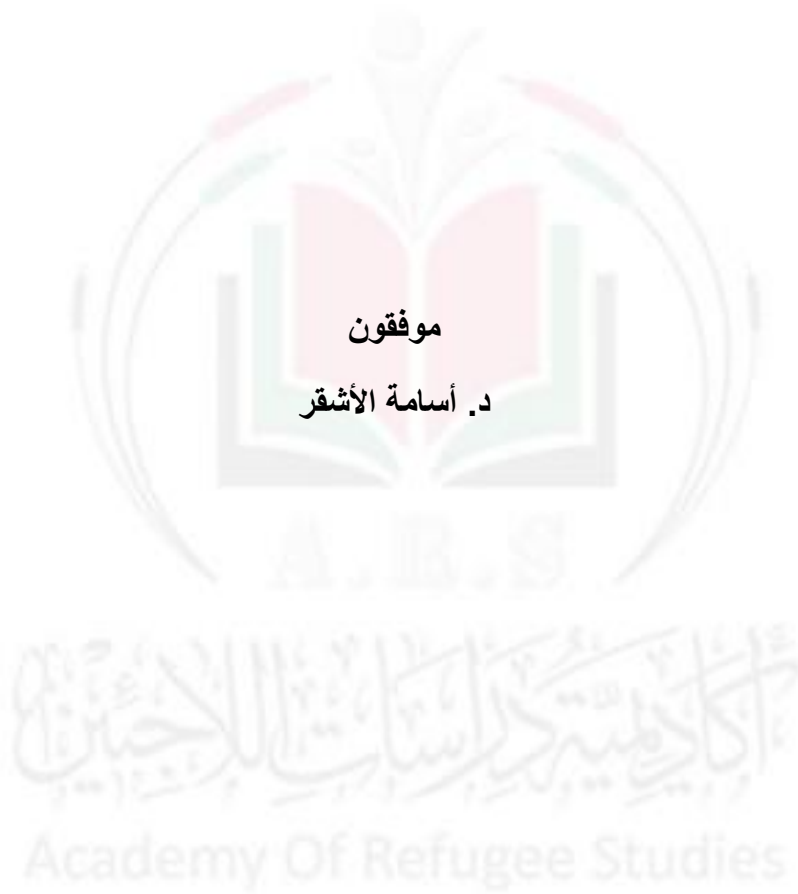 موفقون
د. أسامة الأشقر
A.R.S
أكاديمية دراسات اللاجئين
Academy Of Refugee Studies